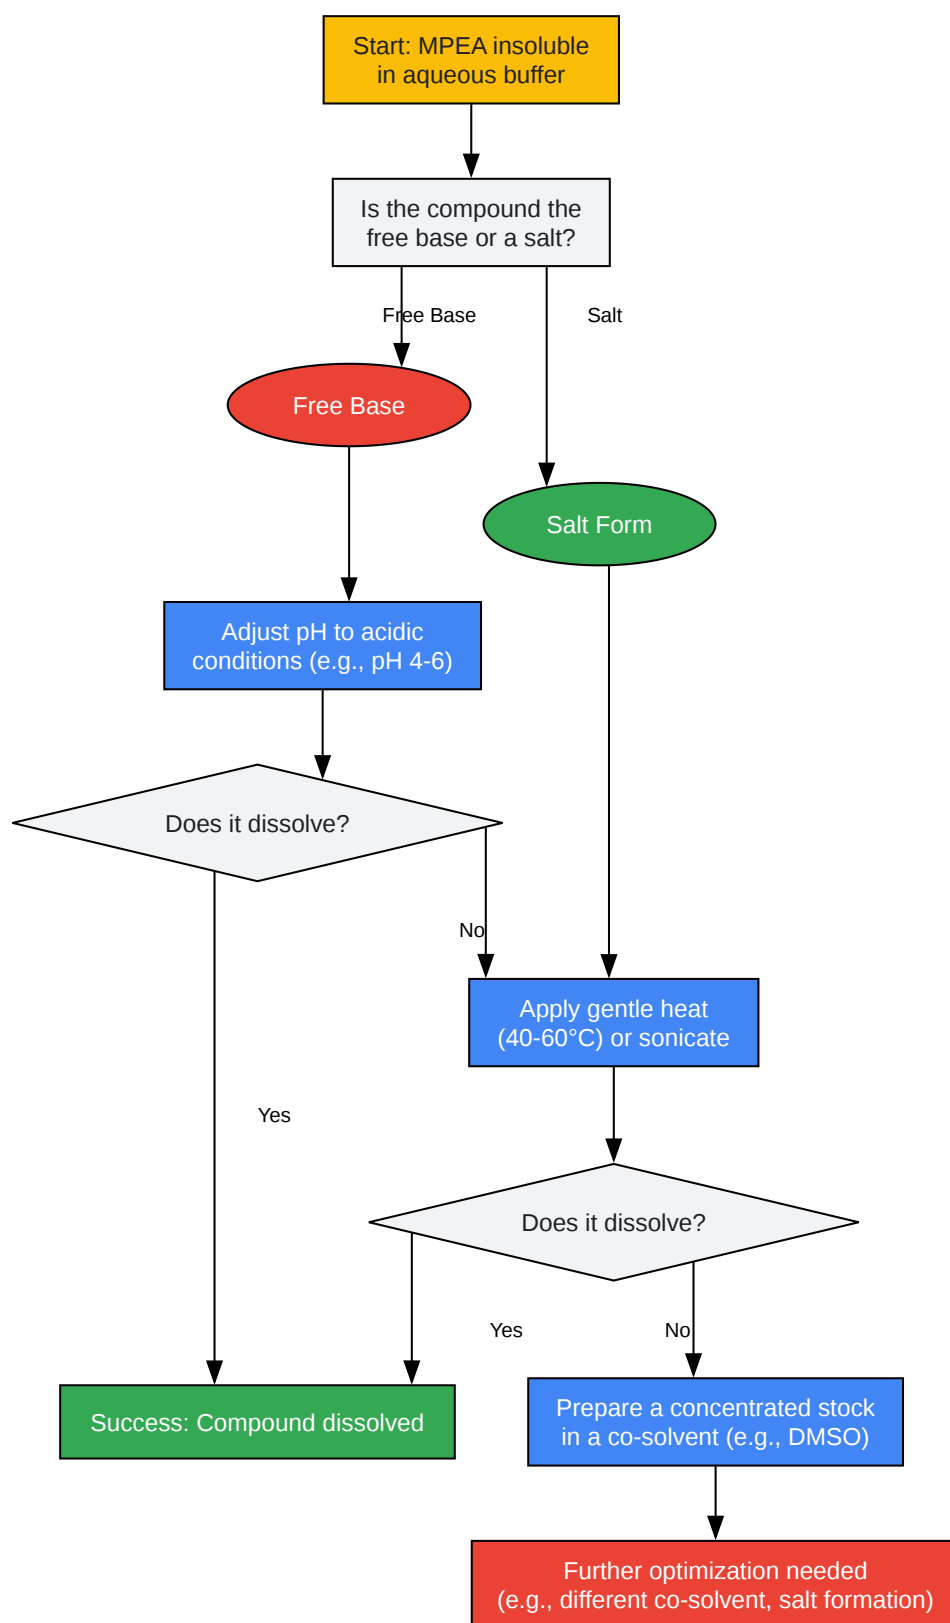 Start: MPEA insoluble
in aqueous buffer
Is the compound the
free base or a salt?
Free Base
Salt
Free Base
Salt Form
Adjust pH to acidic
conditions (e.g., pH 4-6)
Does it dissolve?
No
Apply gentle heat
(40-60°C) or sonicate
Yes
Does it dissolve?
Yes
No
Success: Compound dissolved
Prepare a concentrated stock
in a co-solvent (e.g., DMSO)
Further optimization needed
(e.g., different co-solvent, salt formation)